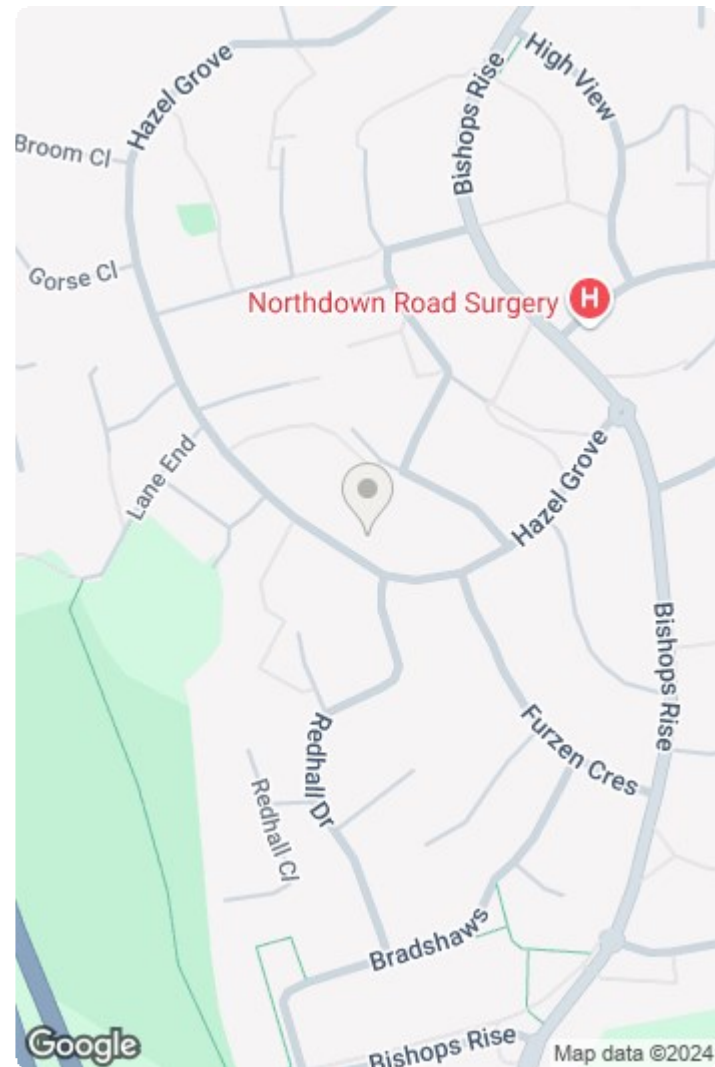 Hazel Grove
High View
Bishops Rise
Broom Cl
Gorse Cl
Northdown Road Surgery
H
Lane End
Hazel Grove
Bishops Rise
Furzen Cres
Redhall Dr
Redhall Cl
Bradshaws
Bishops Rise
Google
Map data ©2024